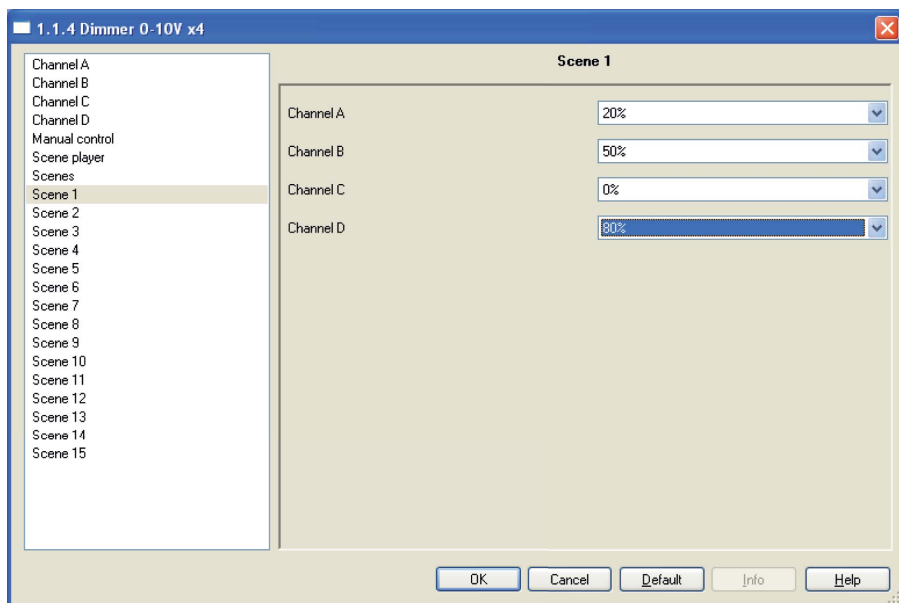 1.1.4 Dimmer 0-10V x4
Channel A
Channel B
Channel C
Channel D
Manual control
Scene player
Scenes
Scene 1
Scene 2
Scene 3
Scene 4
Scene 5
Scene 6
Scene 7
Scene 8
Scene 9
Scene 10
Scene 11
Scene 12
Scene 13
Scene 14
Scene 15
Scene 1
Channel A 20%
Channel B 50%
Channel C 0%
Channel D 80%
OK Cancel Default Info Help